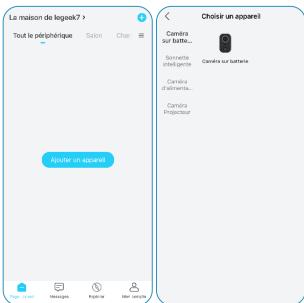 La maison de legeek7 >
Tout le périphérique Salon Char
Ajouter un appareil
Messages
Mon compte
Choisir un appareil
Caméra
sur batte...
Caméra sur batterie
Sonnette
intelligente
Caméra
d'alimenta...
Caméra
Projecteur